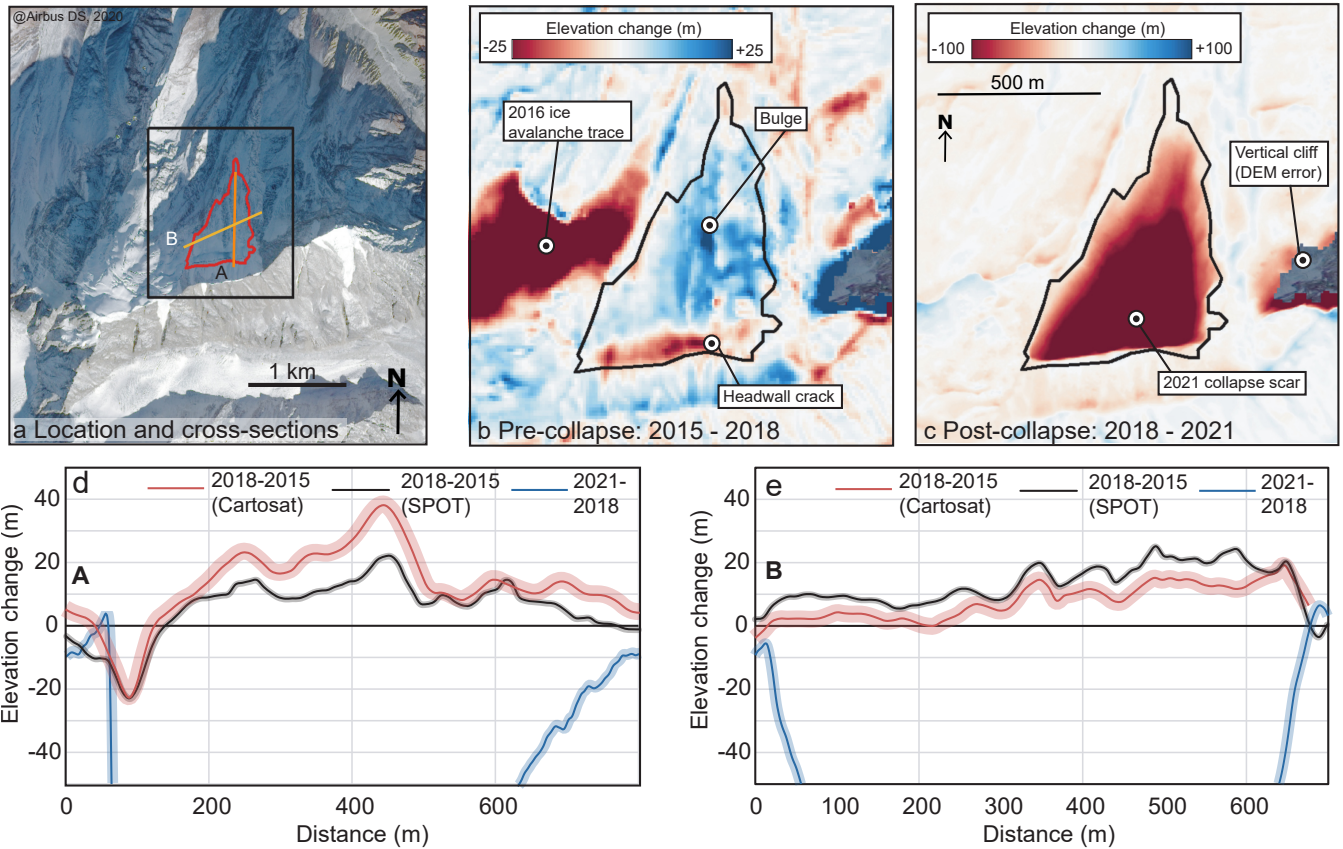 @Airbus DS, 2020
B
A
1 km
N
a Location and cross-sections
Elevation change (m)
-25
+25
2016 ice
avalanche trace
Bulge
Headwall crack
b Pre-collapse: 2015 - 2018
Elevation change (m)
-100
+100
500 m
N
Vertical cliff
(DEM error)
2021 collapse scar
c Post-collapse: 2018 - 2021
d
2018-2015
(Cartosat)
2018-2015
(SPOT)
2021-
2018
A
Elevation change (m)
40
20
0
-20
-40
0
200
400
600
Distance (m)
e
2018-2015
(Cartosat)
2018-2015
(SPOT)
2021-
2018
B
Elevation change (m)
40
20
0
-20
-40
0
100
200
300
400
500
600
Distance (m)